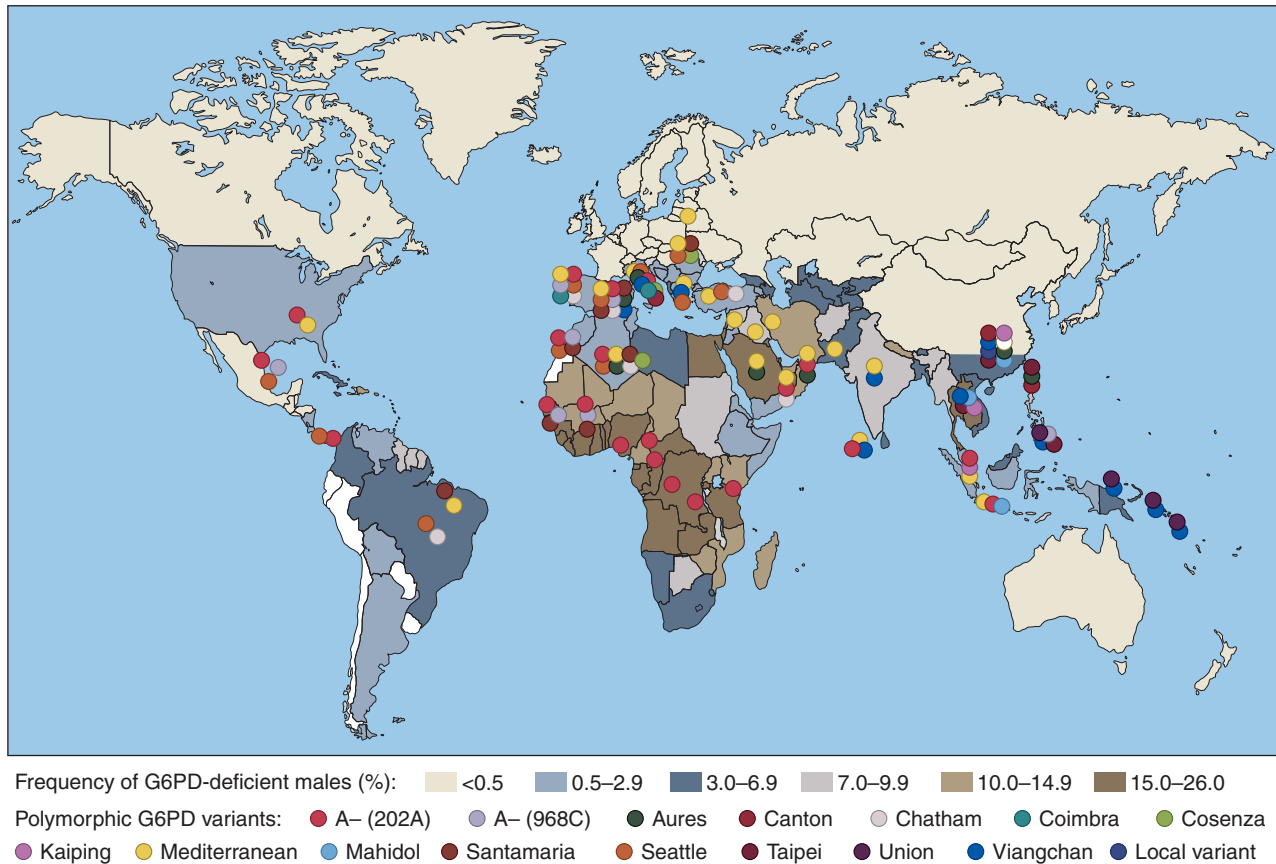 Frequency of G6PD-deficient males (%): <0.5 0.5–2.9 3.0–6.9 7.0–9.9 10.0–14.9 15.0–26.0
Polymorphic G6PD variants: A– (202A) A– (968C) Aures Canton Chatham Coimbra Cosenza
Kaiping Mediterranean Mahidol Santamaria Seattle Taipei Union Viangchan Local variant